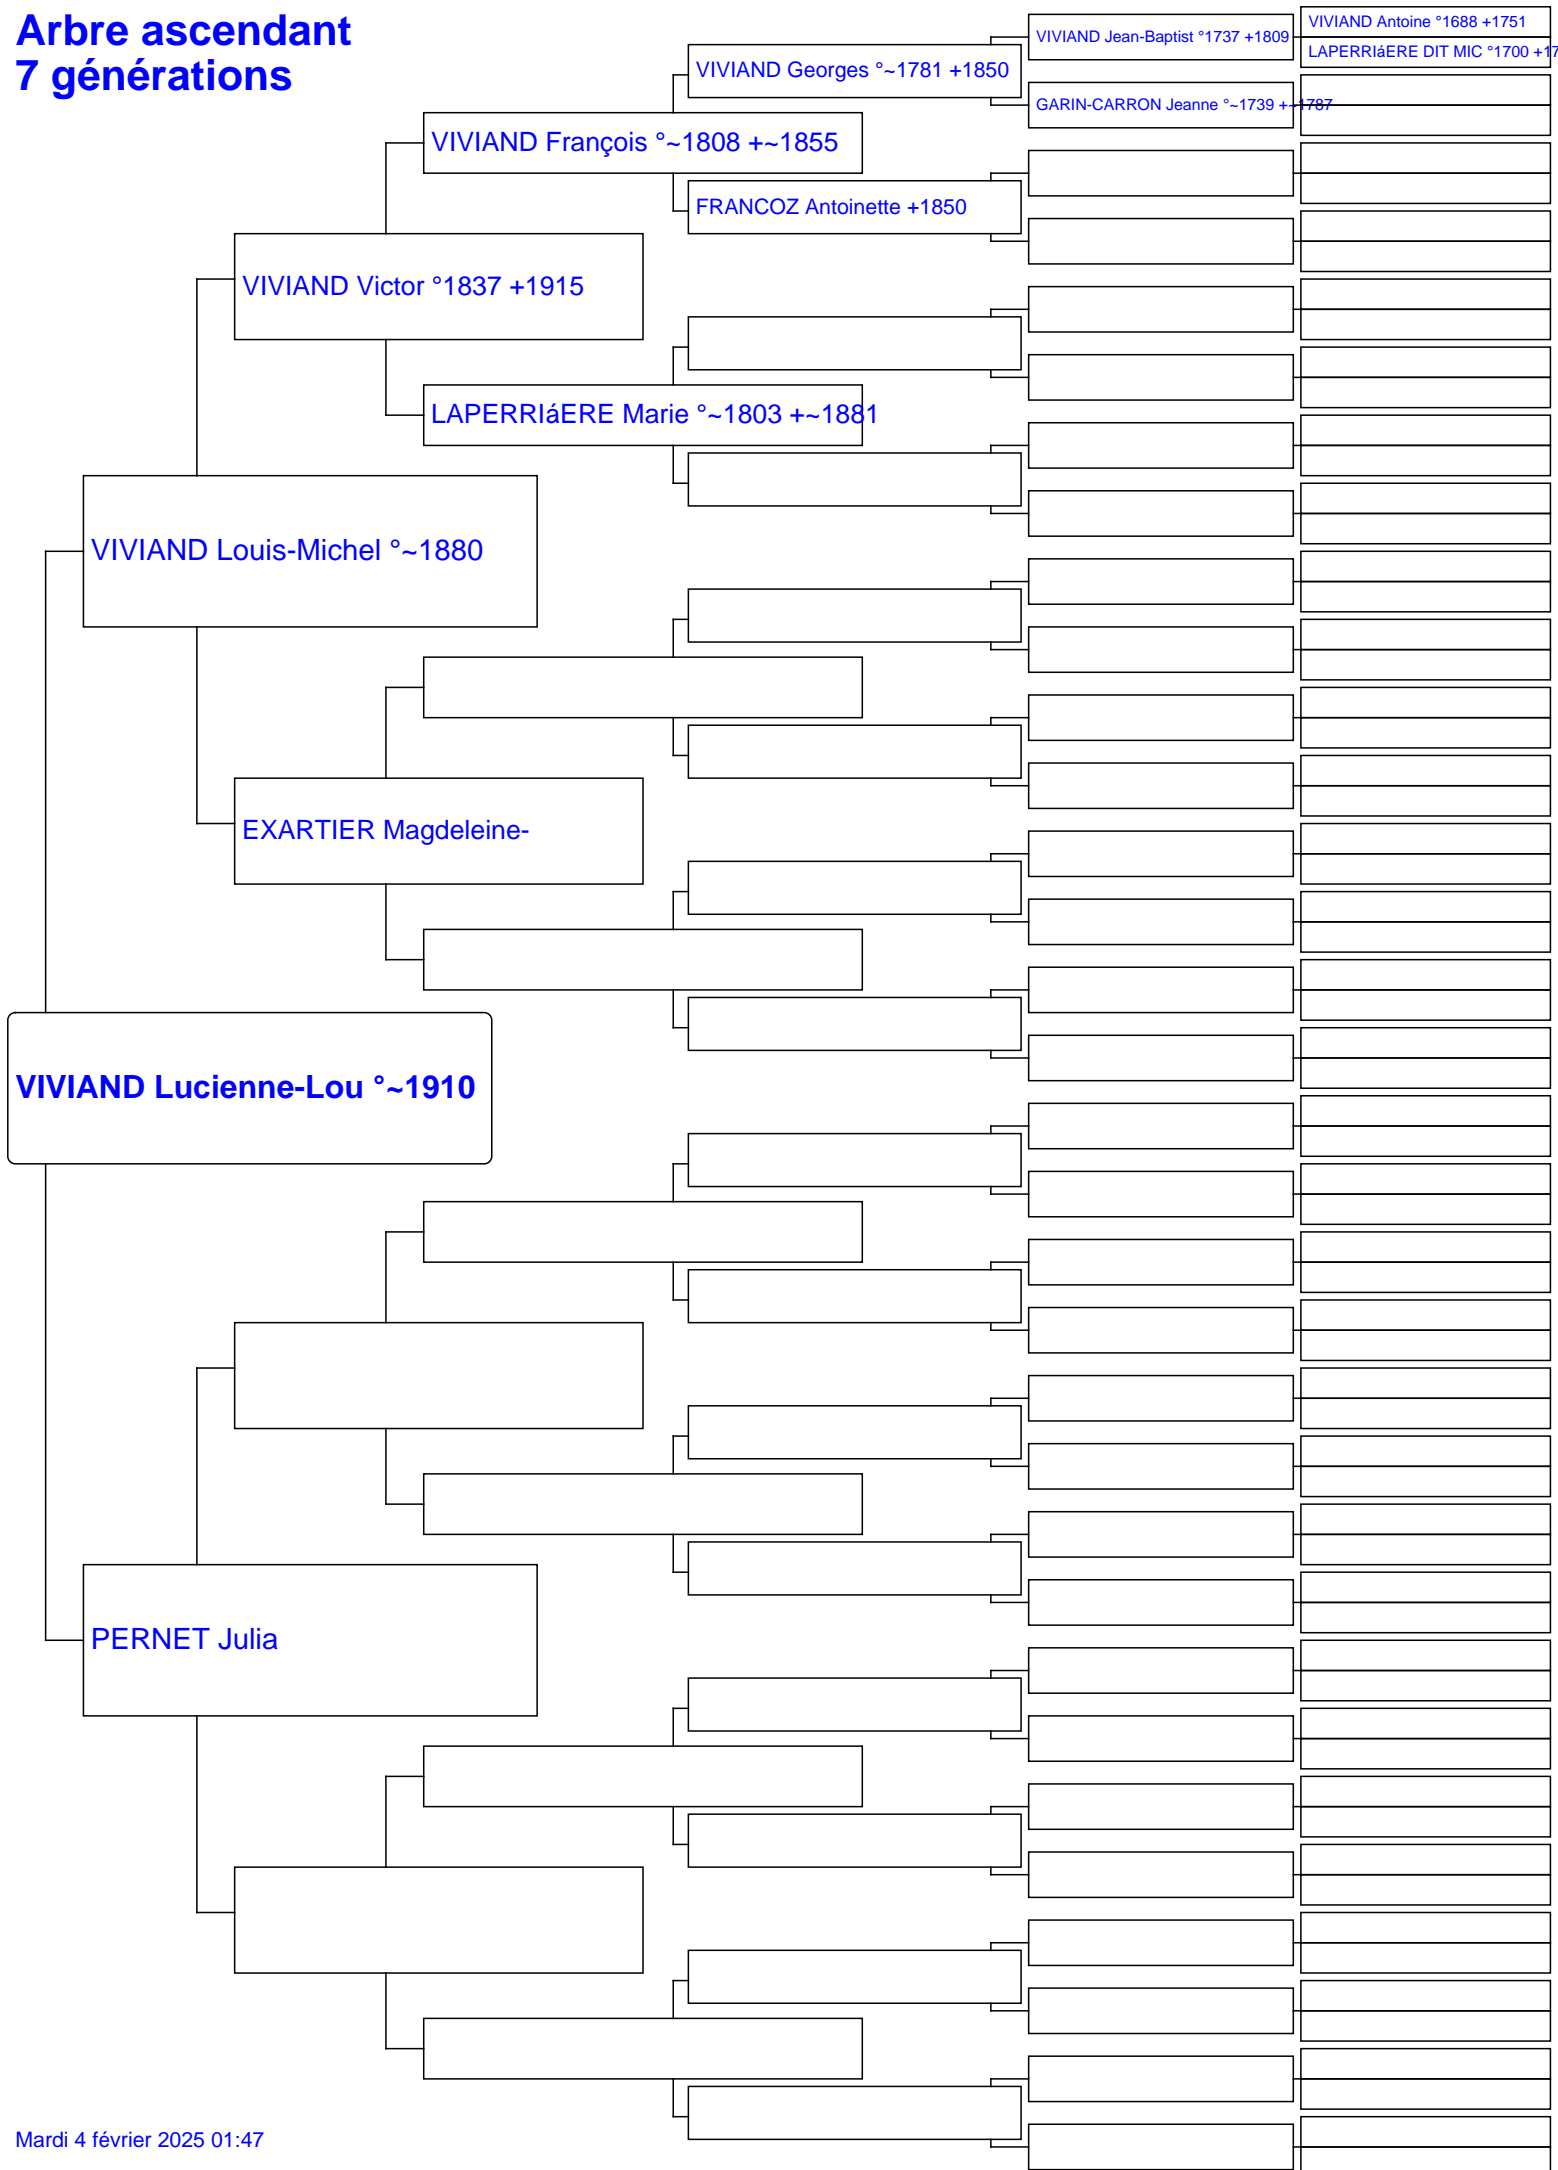 Arbre ascendant
7 générations
VIVIAND Antoine °1688 +1751
VIVIAND Jean-Baptist °1737 +1809
LAPERRIáERE DIT MIC °1700 +17
VIVIAND Georges °~1781 +1850
GARIN-CARRON Jeanne °~1739 +~1787
VIVIAND François °~1808 +~1855
FRANCOZ Antoinette +1850
VIVIAND Victor °1837 +1915
LAPERRIáERE Marie °~1803 +~1881
VIVIAND Louis-Michel °~1880
EXARTIER Magdeleine-
VIVIAND Lucienne-Lou °~1910
PERNET Julia
Mardi 4 février 2025 01:47